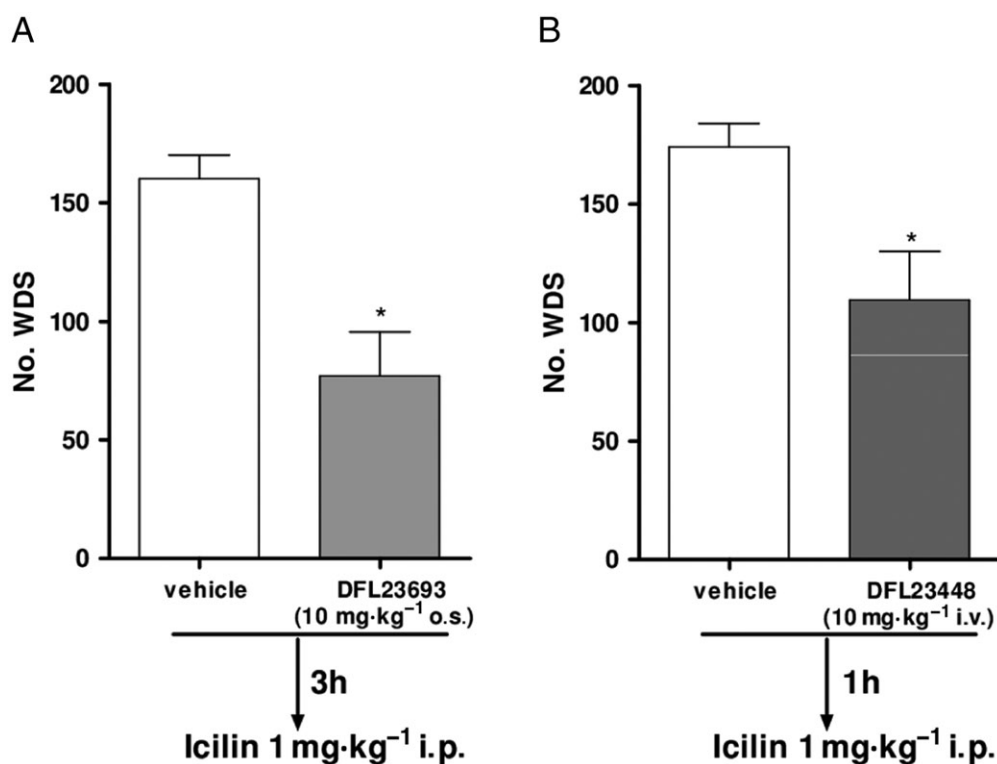 A
No. WDS
200
150
100
50
0
*
vehicle
DFL23693
(10 mg·kg⁻¹ o.s.)
3h
Icilin 1 mg·kg⁻¹ i.p.
B
No. WDS
200
150
100
50
0
*
vehicle
DFL23448
(10 mg·kg⁻¹ i.v.)
1h
Icilin 1 mg·kg⁻¹ i.p.